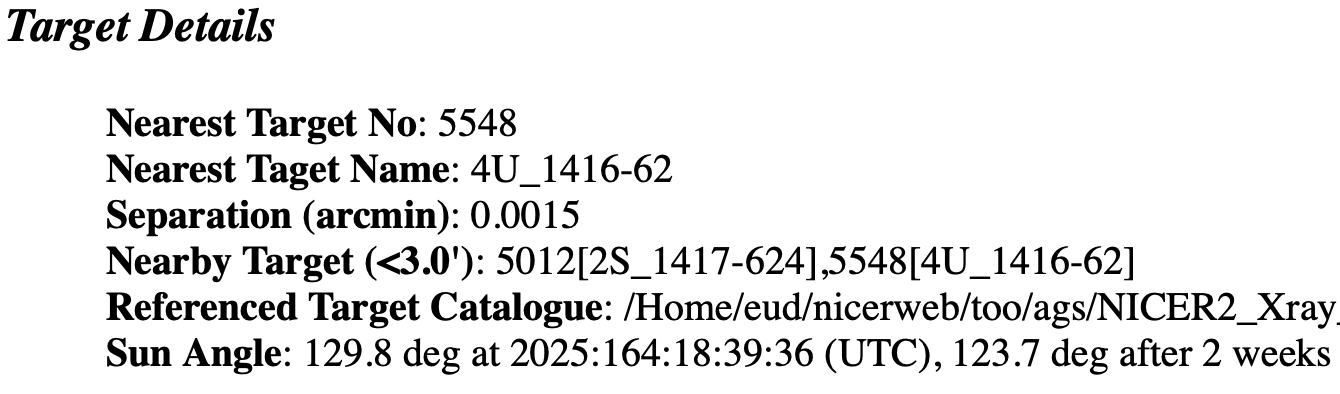 Target Details
Nearest Target No: 5548
Nearest Taget Name: 4U_1416-62
Separation (arcmin): 0.0015
Nearby Target (<3.0'): 5012[2S_1417-624],5548[4U_1416-62]
Referenced Target Catalogue: /Home/eud/nicerweb/too/ags/NICER2_Xray_
Sun Angle: 129.8 deg at 2025:164:18:39:36 (UTC), 123.7 deg after 2 weeks